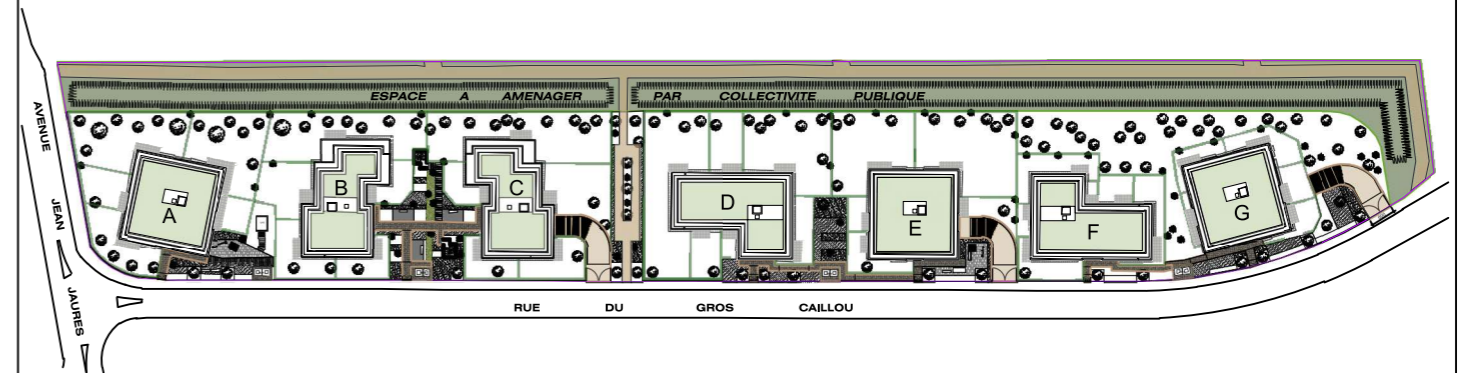 ESPACE A AMENAGER PAR COLLECTIVITE PUBLIQUE
AVENUE JEAN JAURES
A
B
C
D
E
F
G
RUE DU GROS CAILLOU